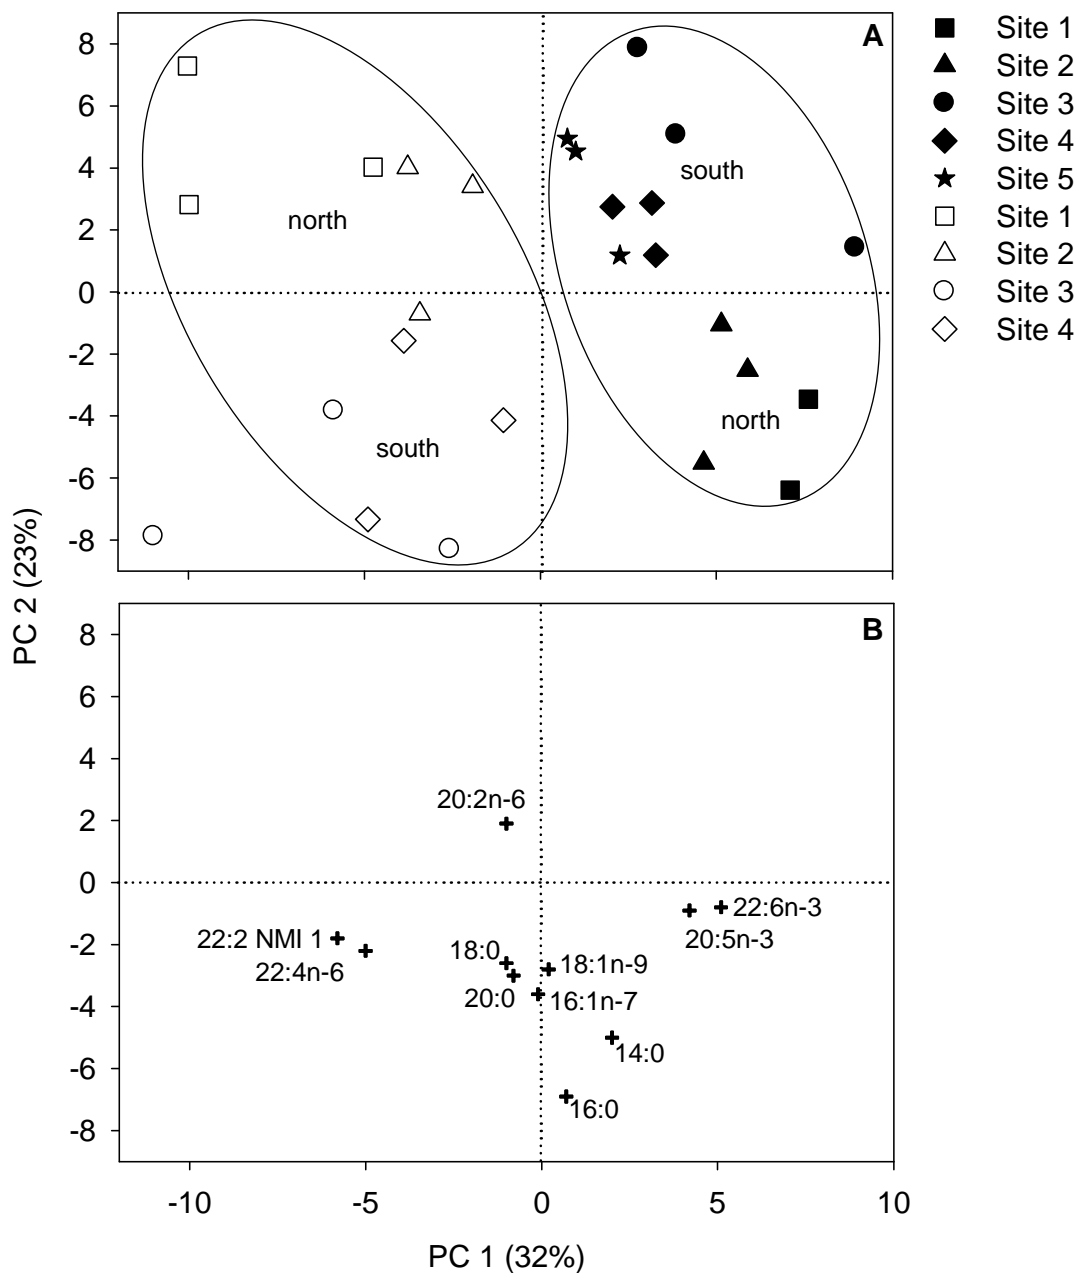 A
8
6
4
2
0
-2
-4
-6
-8
north
south
south
north
Site 1
Site 2
Site 3
Site 4
Site 5
Site 1
Site 2
Site 3
Site 4
PC 2 (23%)
B
8
6
4
2
0
-2
-4
-6
-8
20:2n-6
22:6n-3
20:5n-3
22:2 NMI 1
22:4n-6
18:0
18:1n-9
20:0
16:1n-7
14:0
16:0
-10
-5
0
5
10
PC 1 (32%)